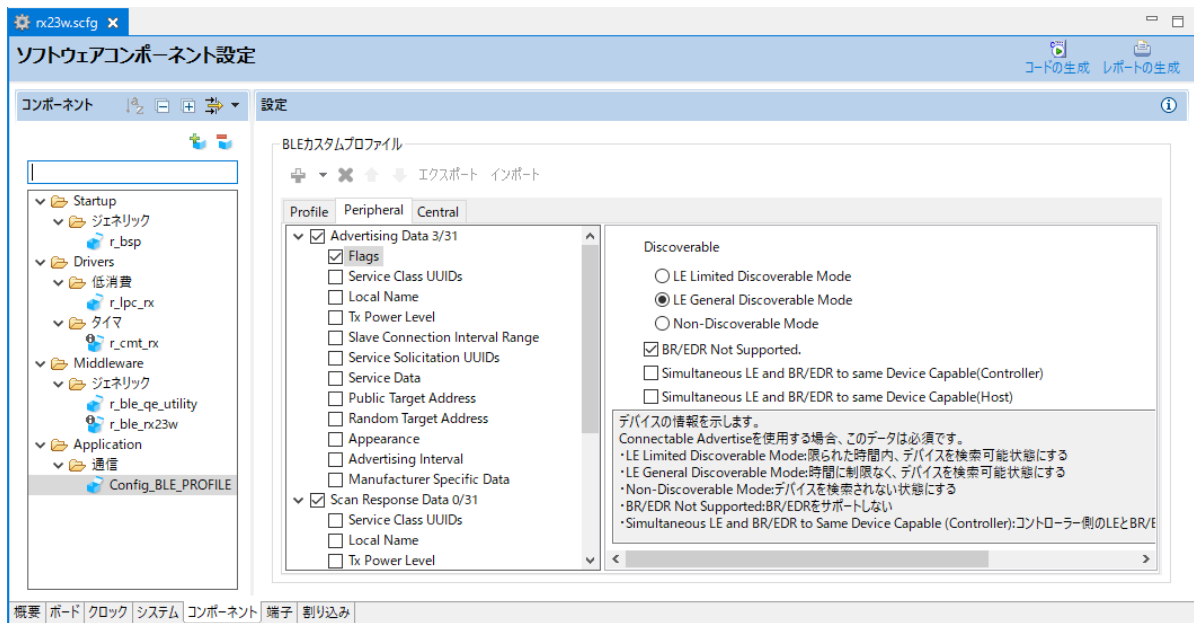 rx23w.scfg
ソフトウェアコンポーネント設定
コードの生成 レポートの生成
コンポーネント
設定
BLEカスタムプロファイル
エクスポート インポート
Profile Peripheral Central
Startup
ジェネリック
r_bsp
Drivers
低消費
r_lpc_rx
タイマ
r_cmt_rx
Middleware
ジェネリック
r_ble_qe_utility
r_ble_rx23w
Application
通信
Config_BLE_PROFILE
Advertising Data 3/31
Flags
Service Class UUIDs
Local Name
Tx Power Level
Slave Connection Interval Range
Service Solicitation UUIDs
Service Data
Public Target Address
Random Target Address
Appearance
Advertising Interval
Manufacturer Specific Data
Scan Response Data 0/31
Service Class UUIDs
Local Name
Tx Power Level
Discoverable
LE Limited Discoverable Mode
LE General Discoverable Mode
Non-Discoverable Mode
BR/EDR Not Supported.
Simultaneous LE and BR/EDR to same Device Capable(Controller)
Simultaneous LE and BR/EDR to same Device Capable(Host)
デバイスの情報を示します。
Connectable Advertiseを使用する場合、このデータは必須です。
・LE Limited Discoverable Mode:限られた時間内、デバイスを検索可能状態にする
・LE General Discoverable Mode:時間に制限なく、デバイスを検索可能状態にする
・Non-Discoverable Mode:デバイスを検索されない状態にする
・BR/EDR Not Supported:BR/EDRをサポートしない
・Simultaneous LE and BR/EDR to Same Device Capable (Controller):コントローラー側のLEとBR/E
概要 ボード クロック システム コンポーネント 端子 割り込み